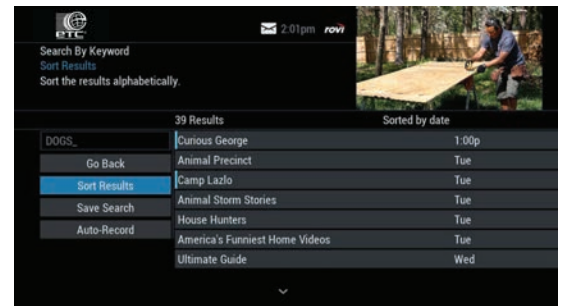 etc
2:01pm rovi
Search By Keyword
Sort Results
Sort the results alphabetically.
39 Results Sorted by date
DOGS_
Go Back
Sort Results
Save Search
Auto-Record
Curious George 1:00p
Animal Precinct Tue
Camp Lazlo Tue
Animal Storm Stories Tue
House Hunters Tue
America's Funniest Home Videos Tue
Ultimate Guide Wed